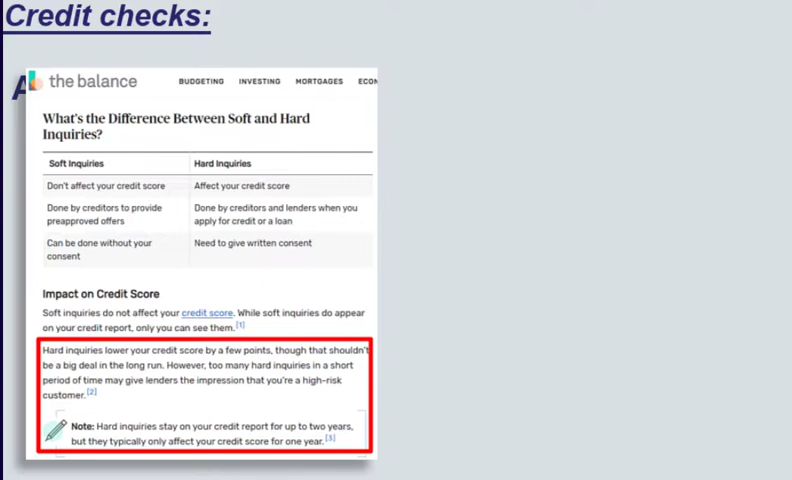 Credit checks:
A
the balance
BUDGETING INVESTING MORTGAGES ECON
What's the Difference Between Soft and Hard
Inquiries?
Soft Inquiries Hard Inquiries
Don't affect your credit score Affect your credit score
Done by creditors to provide Done by creditors and lenders when you
preapproved offers apply for credit or a loan
Can be done without your Need to give written consent
consent
Impact on Credit Score
Soft inquiries do not affect your credit score. While soft inquiries do appear
on your credit report, only you can see them.[1]
Hard inquiries lower your credit score by a few points, though that shouldn't
be a big deal in the long run. However, too many hard inquiries in a short
period of time may give lenders the impression that you're a high-risk
customer.[2]
Note: Hard inquiries stay on your credit report for up to two years,
but they typically only affect your credit score for one year.[3]